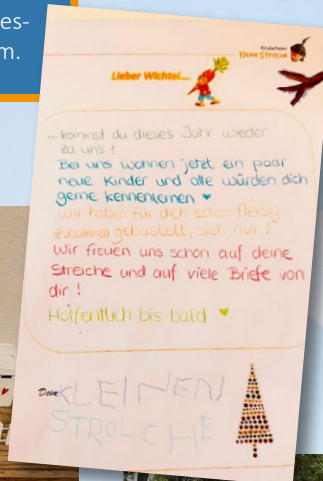 es-
m.
Kinderheim
Kleine Strolche
Lieber Wichtel....
... kommst du dieses Jahr wieder
zu uns?
Bei uns wohnen jetzt ein paar
neue Kinder und alle würden dich
gerne kennenlernen ♥
Wir haben für dich schon fleißig
zusammen gebastelt, sieh nur!
Wir freuen uns schon auf deine
Streiche und auf viele Briefe von
dir!
Hoffentlich bis bald ♥
Deine KLEINEN
STROLCHE